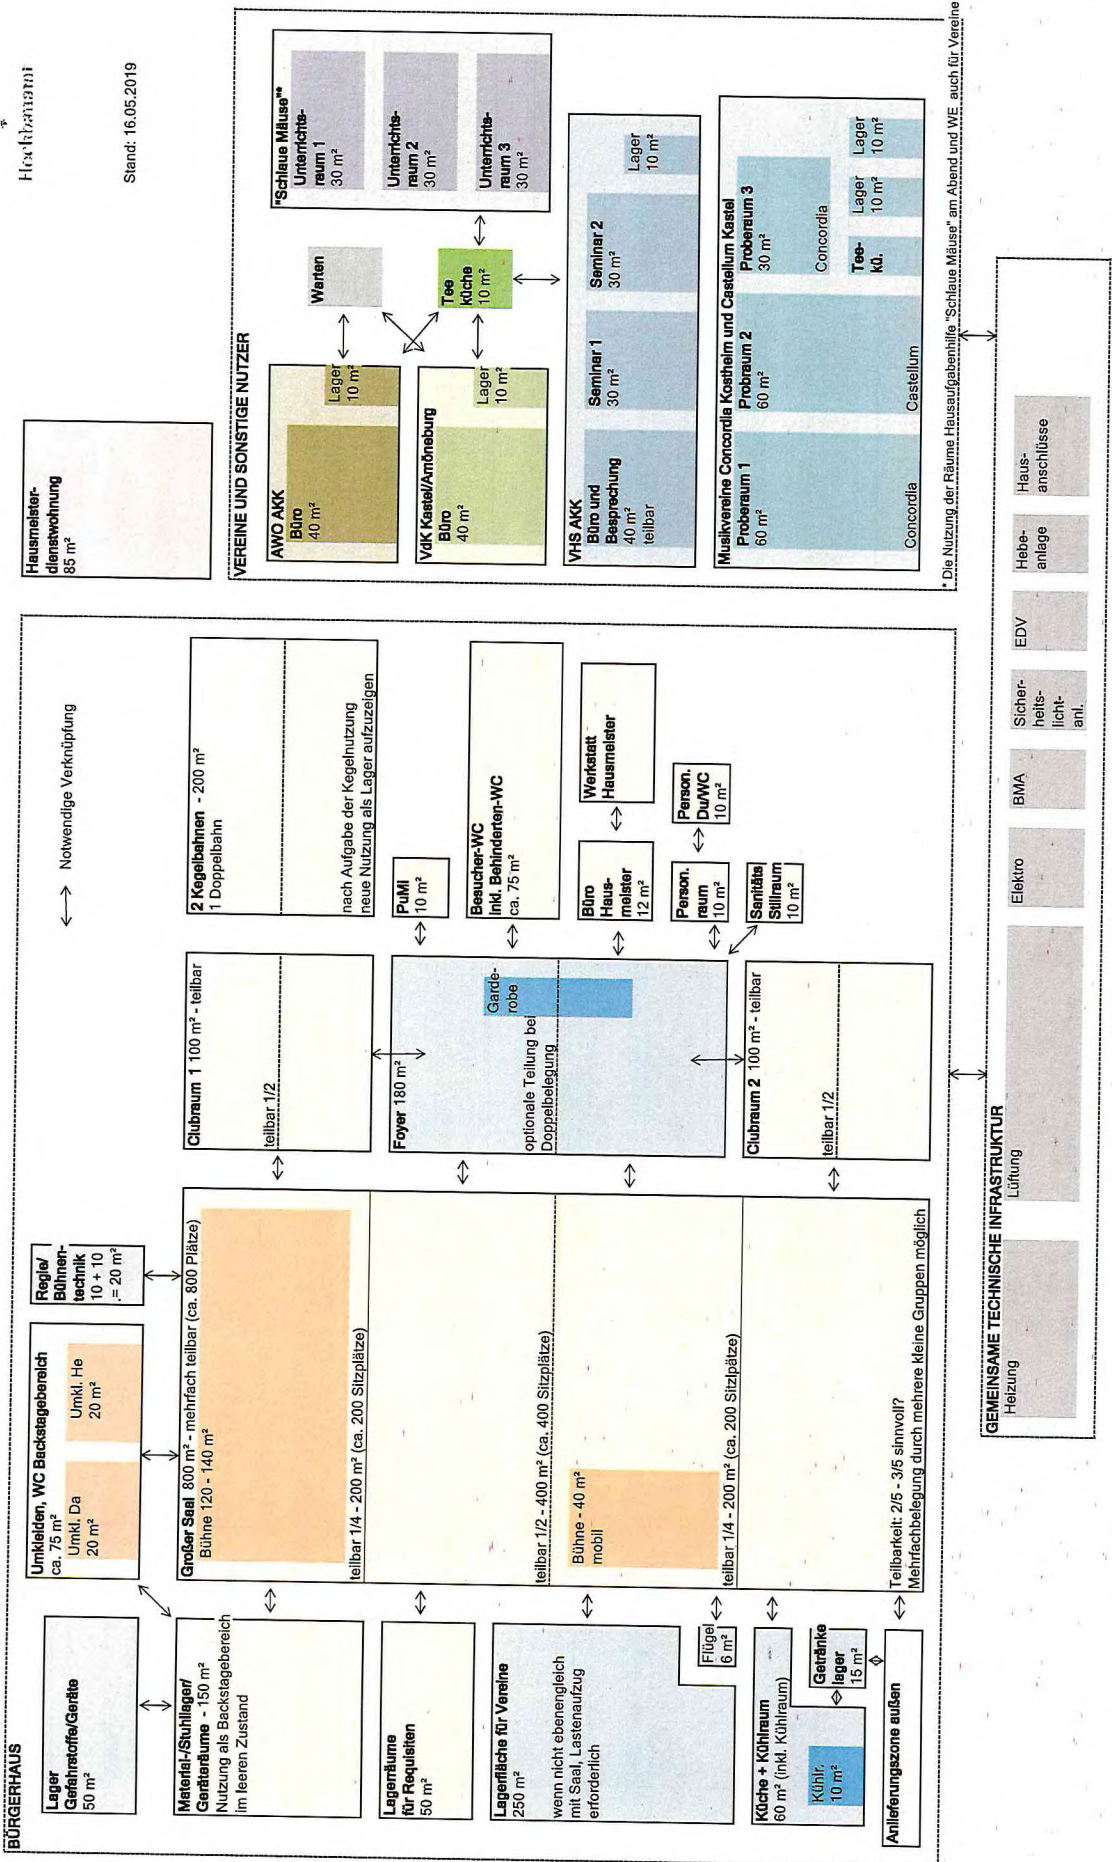 Stand: 16.05.2019
Notwendige Verknüpfung
BÜRGERHAUS
Lager
Gefahrstoffe/Geräte
50 m²
Material-/Stuhllager/
Geräteräume - 150 m²
Nutzung als Backstagebereich
im leeren Zustand
Lagerräume
für Requisiten
50 m²
Lagerfläche für Vereine
250 m²
wenn nicht ebenengleich
mit Saal, Lastenaufzug
erforderlich
Flügel
6 m²
Küche + Kühlraum
60 m² (inkl. Kühlraum)
Kühlr.
10 m²
Getränke
lager
15 m²
Anlieferungszone außen
Umkleiden, WC Backstagebereich
ca. 75 m²
Umkl. Da
20 m²
Umkl. He
20 m²
Regie/
Bühnen-
technik
10 + 10
.= 20 m²
Großer Saal 800 m² - mehrfach teilbar (ca. 800 Plätze)
Bühne 120 - 140 m²
teilbar 1/4 - 200 m² (ca. 200 Sitzplätze)
teilbar 1/2 - 400 m² (ca. 400 Sitzplätze)
Bühne - 40 m²
mobil
teilbar 1/4 - 200 m² (ca. 200 Sitzlpätze)
Teilbarkeit: 2/5 - 3/5 sinnvoll?
Mehrfachbelegung durch mehrere kleine Gruppen möglich
Clubraum 1 100 m² - teilbar
teilbar 1/2
Foyer 180 m²
Garde-
robe
optionale Teilung bei
Doppelbelegung
Clubraum 2 100 m² - teilbar
teilbar 1/2
2 Kegelbahnen - 200 m²
1 Doppelbahn
nach Aufgabe der Kegelnutzung
neue Nutzung als Lager aufzuzeigen
PuMi
10 m²
Besucher-WC
Inkl. Behinderten-WC
ca. 75 m²
Büro
Haus-
meister
12 m²
Werkstatt
Hausmeister
Person.
raum
10 m²
Person.
Du/WC
10 m²
Sanitäts
Stillraum
10 m²
Hausmeister-
dienstwohnung
85 m²
VEREINE UND SONSTIGE NUTZER
AWO AKK
Büro
40 m²
Lager
10 m²
Warten
VdK Kastel/Amöneburg
Büro
40 m²
Lager
10 m²
Tee
küche
10 m²
"Schlaue Mäuse"*
Unterrichts-
raum 1
30 m²
Unterrichts-
raum 2
30 m²
Unterrichts-
raum 3
30 m²
VHS AKK
Büro und
Besprechung
40 m²
teilbar
Seminar 1
30 m²
Seminar 2
30 m²
Lager
10 m²
Musikvereine Concordia Kostheim und Castellum Kastel
Proberaum 1
60 m²
Concordia
Probraum 2
60 m²
Castellum
Proberaum 3
30 m²
Concordia
Tee-
kü.
Lager
10 m²
Lager
10 m²
* Die Nutzung der Räume Hausaufgabenhilfe "Schlaue Mäuse" am Abend und WE auch für Vereine
GEMEINSAME TECHNISCHE INFRASTRUKTUR
Heizung
Lüftung
Elektro
BMA
Sicher-
heits-
licht-
anl.
EDV
Hebe-
anlage
Haus-
anschlüsse